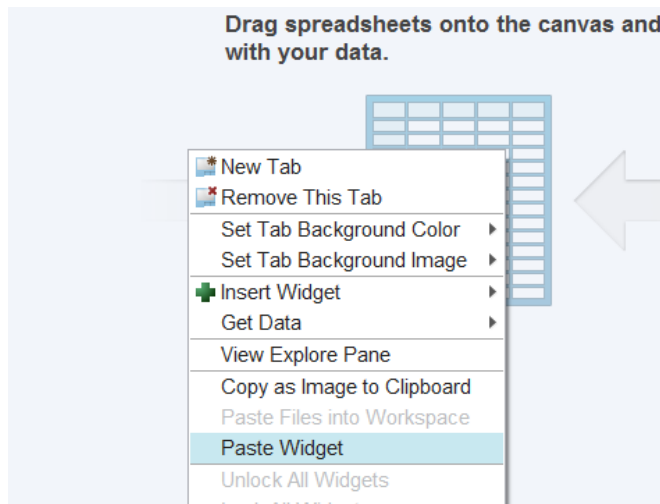 Drag spreadsheets onto the canvas and
with your data.
New Tab
Remove This Tab
Set Tab Background Color
Set Tab Background Image
Insert Widget
Get Data
View Explore Pane
Copy as Image to Clipboard
Paste Files into Workspace
Paste Widget
Unlock All Widgets